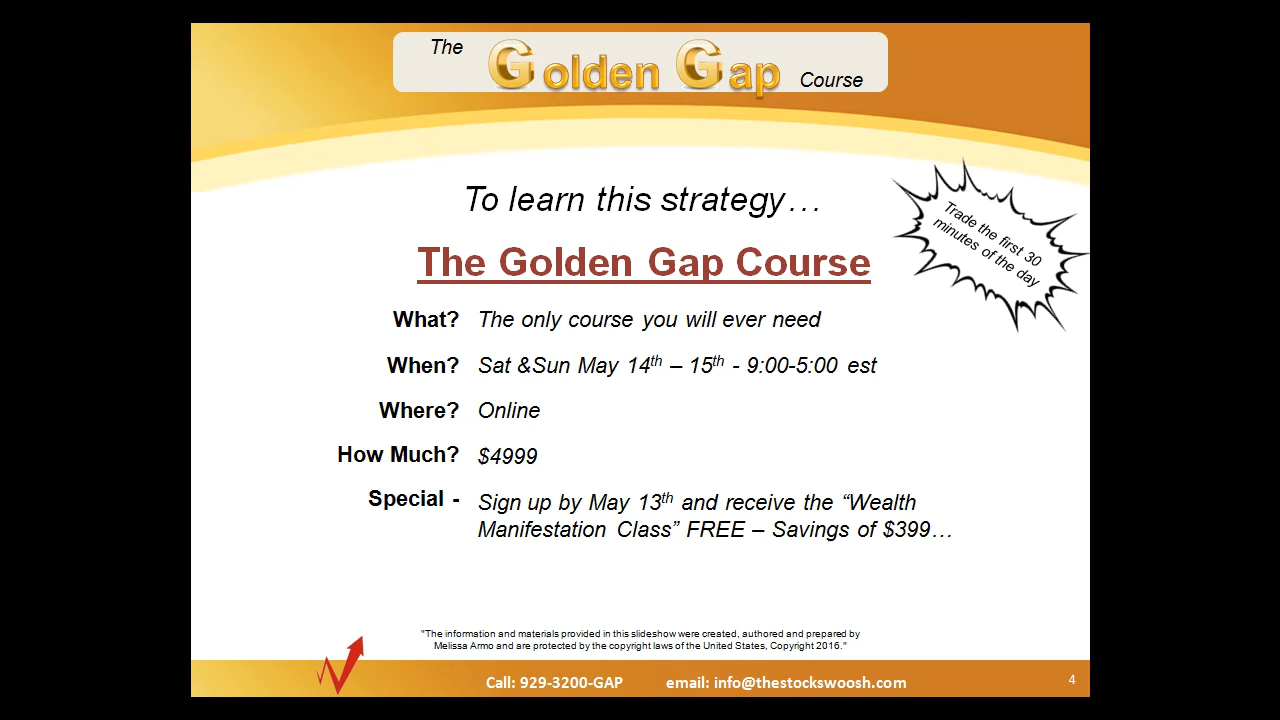 The Golden Gap Course
To learn this strategy…
Trade the first 30
minutes of the day
The Golden Gap Course
What? The only course you will ever need
When? Sat &Sun May 14th – 15th - 9:00-5:00 est
Where? Online
How Much? $4999
Special - Sign up by May 13th and receive the “Wealth
Manifestation Class” FREE – Savings of $399…
"The information and materials provided in this slideshow were created, authored and prepared by
Melissa Armo and are protected by the copyright laws of the United States, Copyright 2016."
Call: 929-3200-GAP email: info@thestockswoosh.com 4